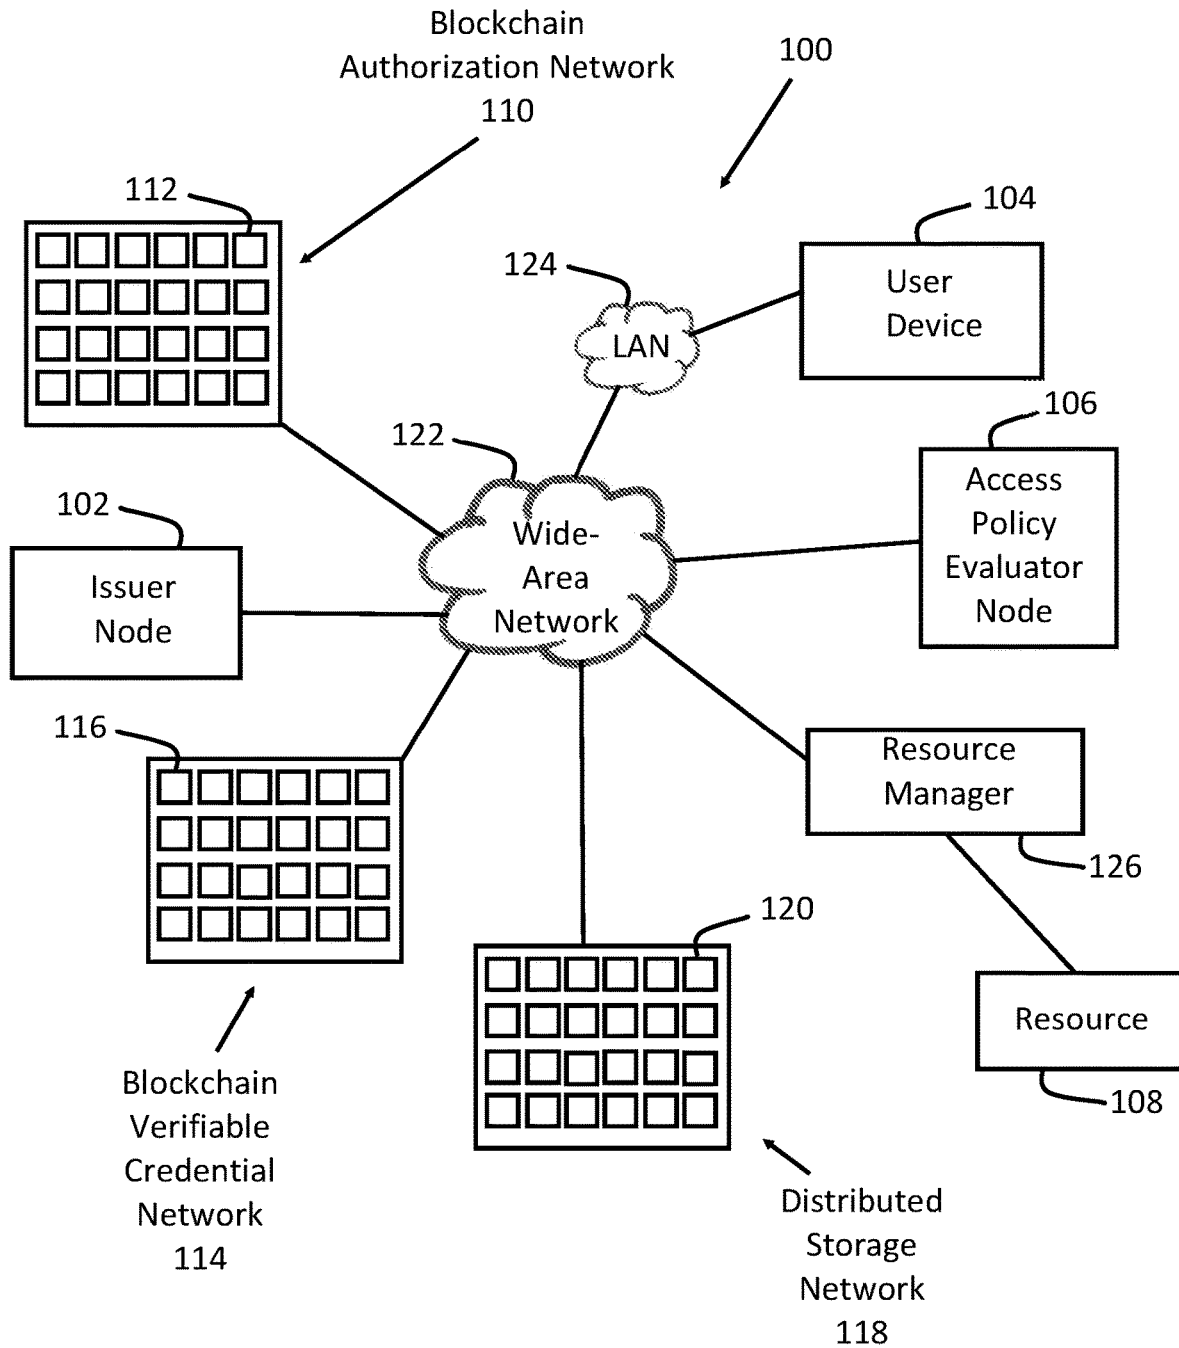 Blockchain
Authorization Network
110
100
112
104
124
User
Device
LAN
106
122
Access
Policy
Evaluator
Node
102
Wide-
Area
Network
Issuer
Node
116
Resource
Manager
126
120
Resource
108
Blockchain
Verifiable
Credential
Network
114
Distributed
Storage
Network
118